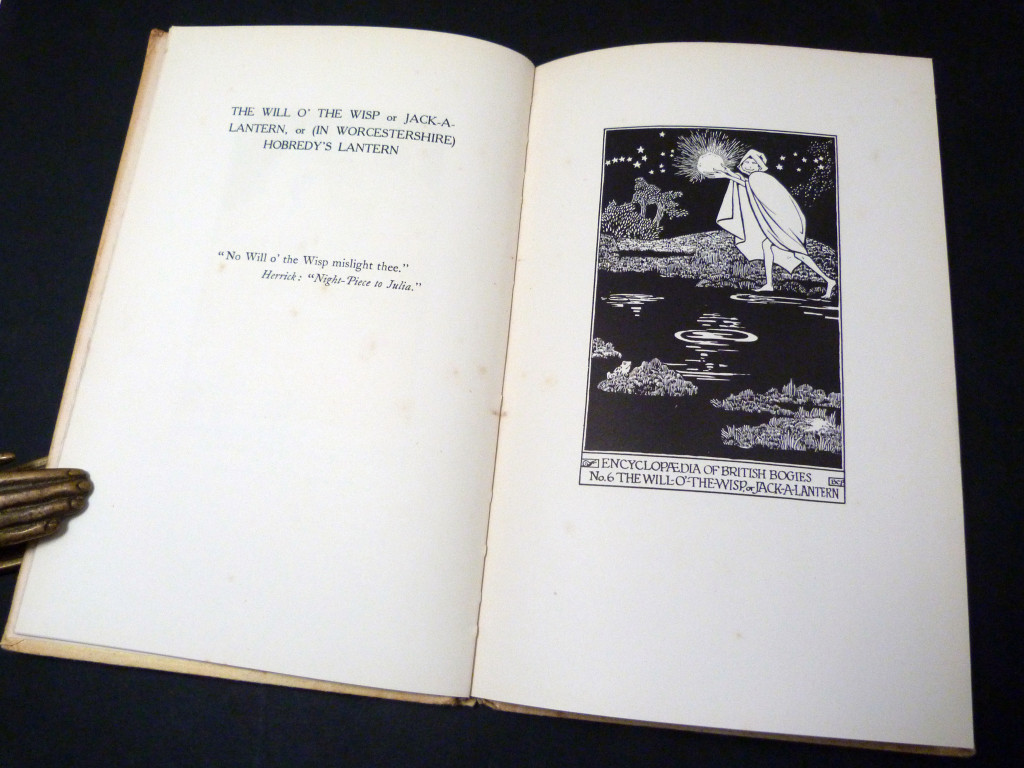 THE WILL O' THE WISP or JACK-A-
LANTERN, or (IN WORCESTERSHIRE)
HOBREDY'S LANTERN
"No Will o' the Wisp mislight thee."
Herrick: "Night-Piece to Julia."
ENCYCLOPÆDIA OF BRITISH BOGIES
No. 6 THE WILL-O'-THE-WISP, or JACK-A-LANTERN